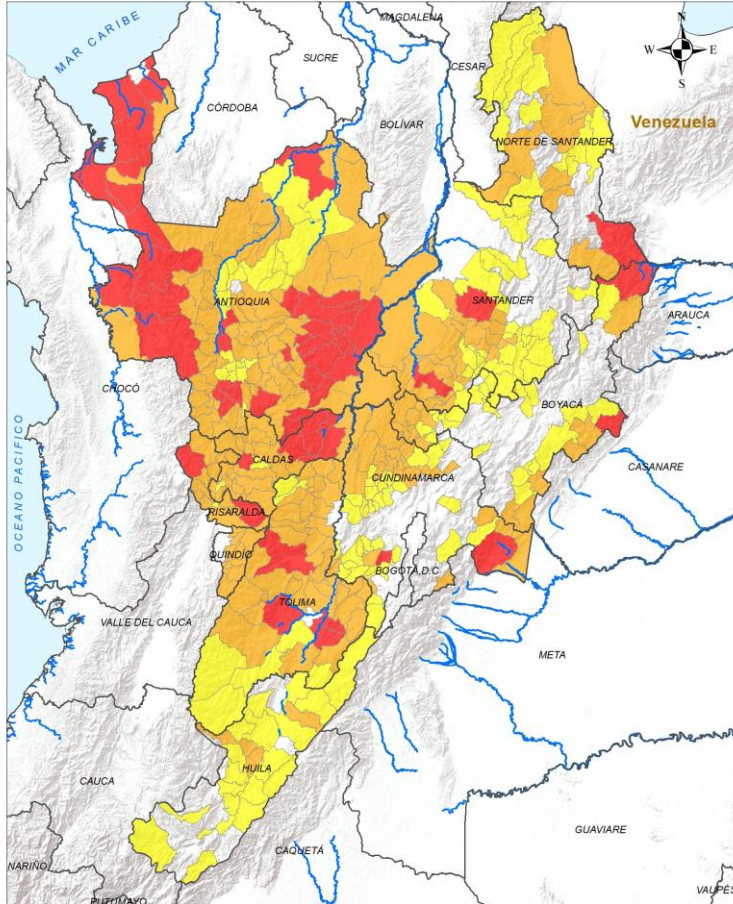 MAGDALENA
N
MAR CARIBE
W
E
SUCRE
CESAR
S
CÓRDOBA
BOLÍVAR
Venezuela
NORTE DE SANTANDER
ANTIOQUIA
SANTANDER
ARAUCA
CHOCÓ
BOYACÁ
OCEANO PACIFICO
CALDAS
CUNDINAMARCA
CASANARE
RISARALDA
QUINDÍO
BOGOTÁ, D.C
TOLIMA
VALLE DEL CAUCA
META
HUILA
CAUCA
GUAVIARE
CAQUETÁ
NARIÑO
PUTUMAYO
VAUPÉS